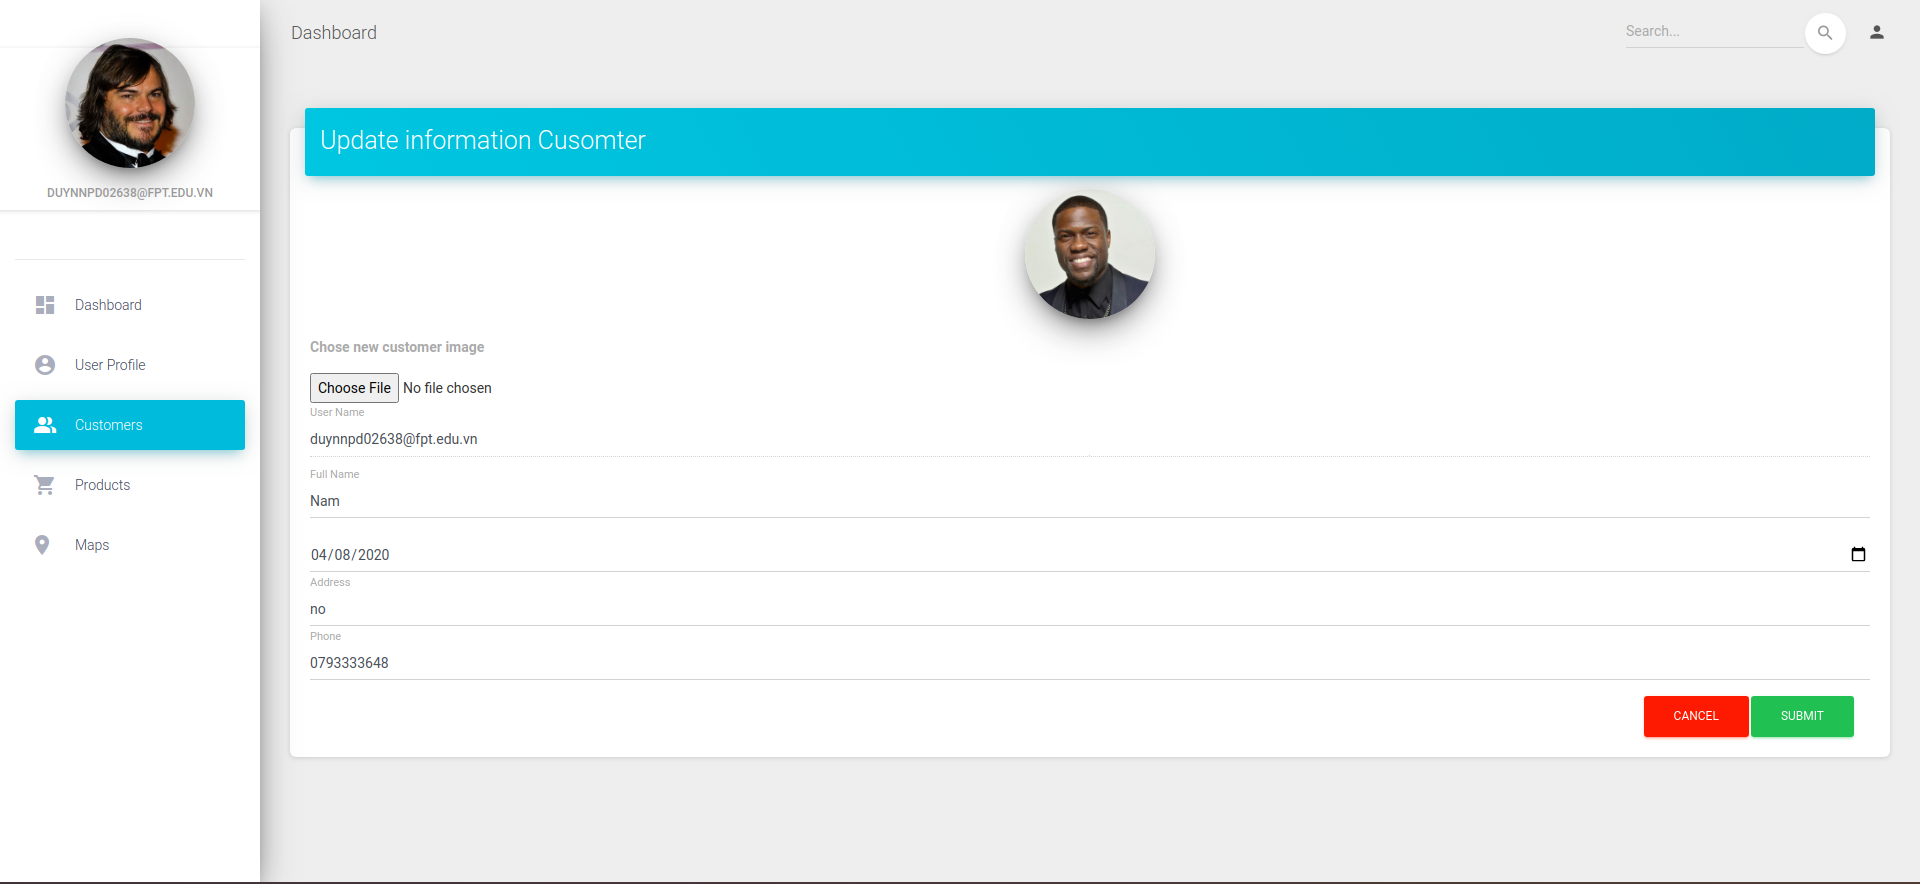 DUYNNPD02638@FPT.EDU.VN
Dashboard
User Profile
Customers
Products
Maps
Dashboard
Search...
Update information Cusomter
Chose new customer image
Choose File No file chosen
User Name
duynnpd02638@fpt.edu.vn
Full Name
Nam
04/08/2020
Address
no
Phone
0793333648
CANCEL SUBMIT